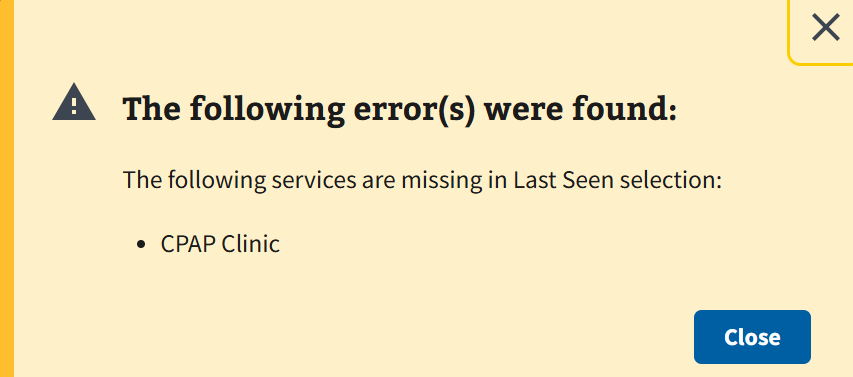 The following error(s) were found:
The following services are missing in Last Seen selection:
• CPAP Clinic
Close